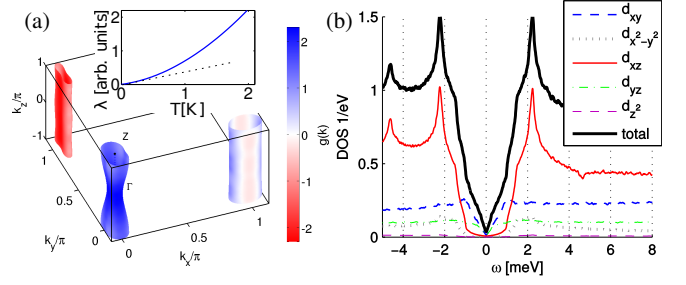 (a)
λ [arb. units]
2
1
0
0
1
2
T[K]
k_z/π
1
0
-1
1
0.5
0
k_y/π
Z
Γ
0
0.5
1
k_x/π
2
1
0
-1
-2
g(k)
(b)
DOS 1/eV
1.5
1
0.5
0
−4
−2
0
2
4
6
8
ω [meV]
d_xy
d_x²−y²
d_xz
d_yz
d_z²
total